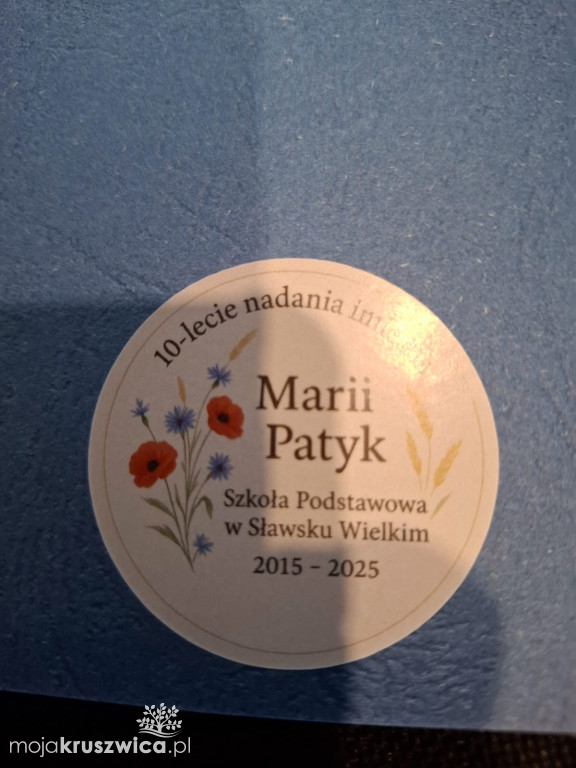 10-lecie nadania
Marii
Patyk
Szkoła Podstawowa
w Sławsku Wielkim
2015 – 2025
mojakruszwica.pl